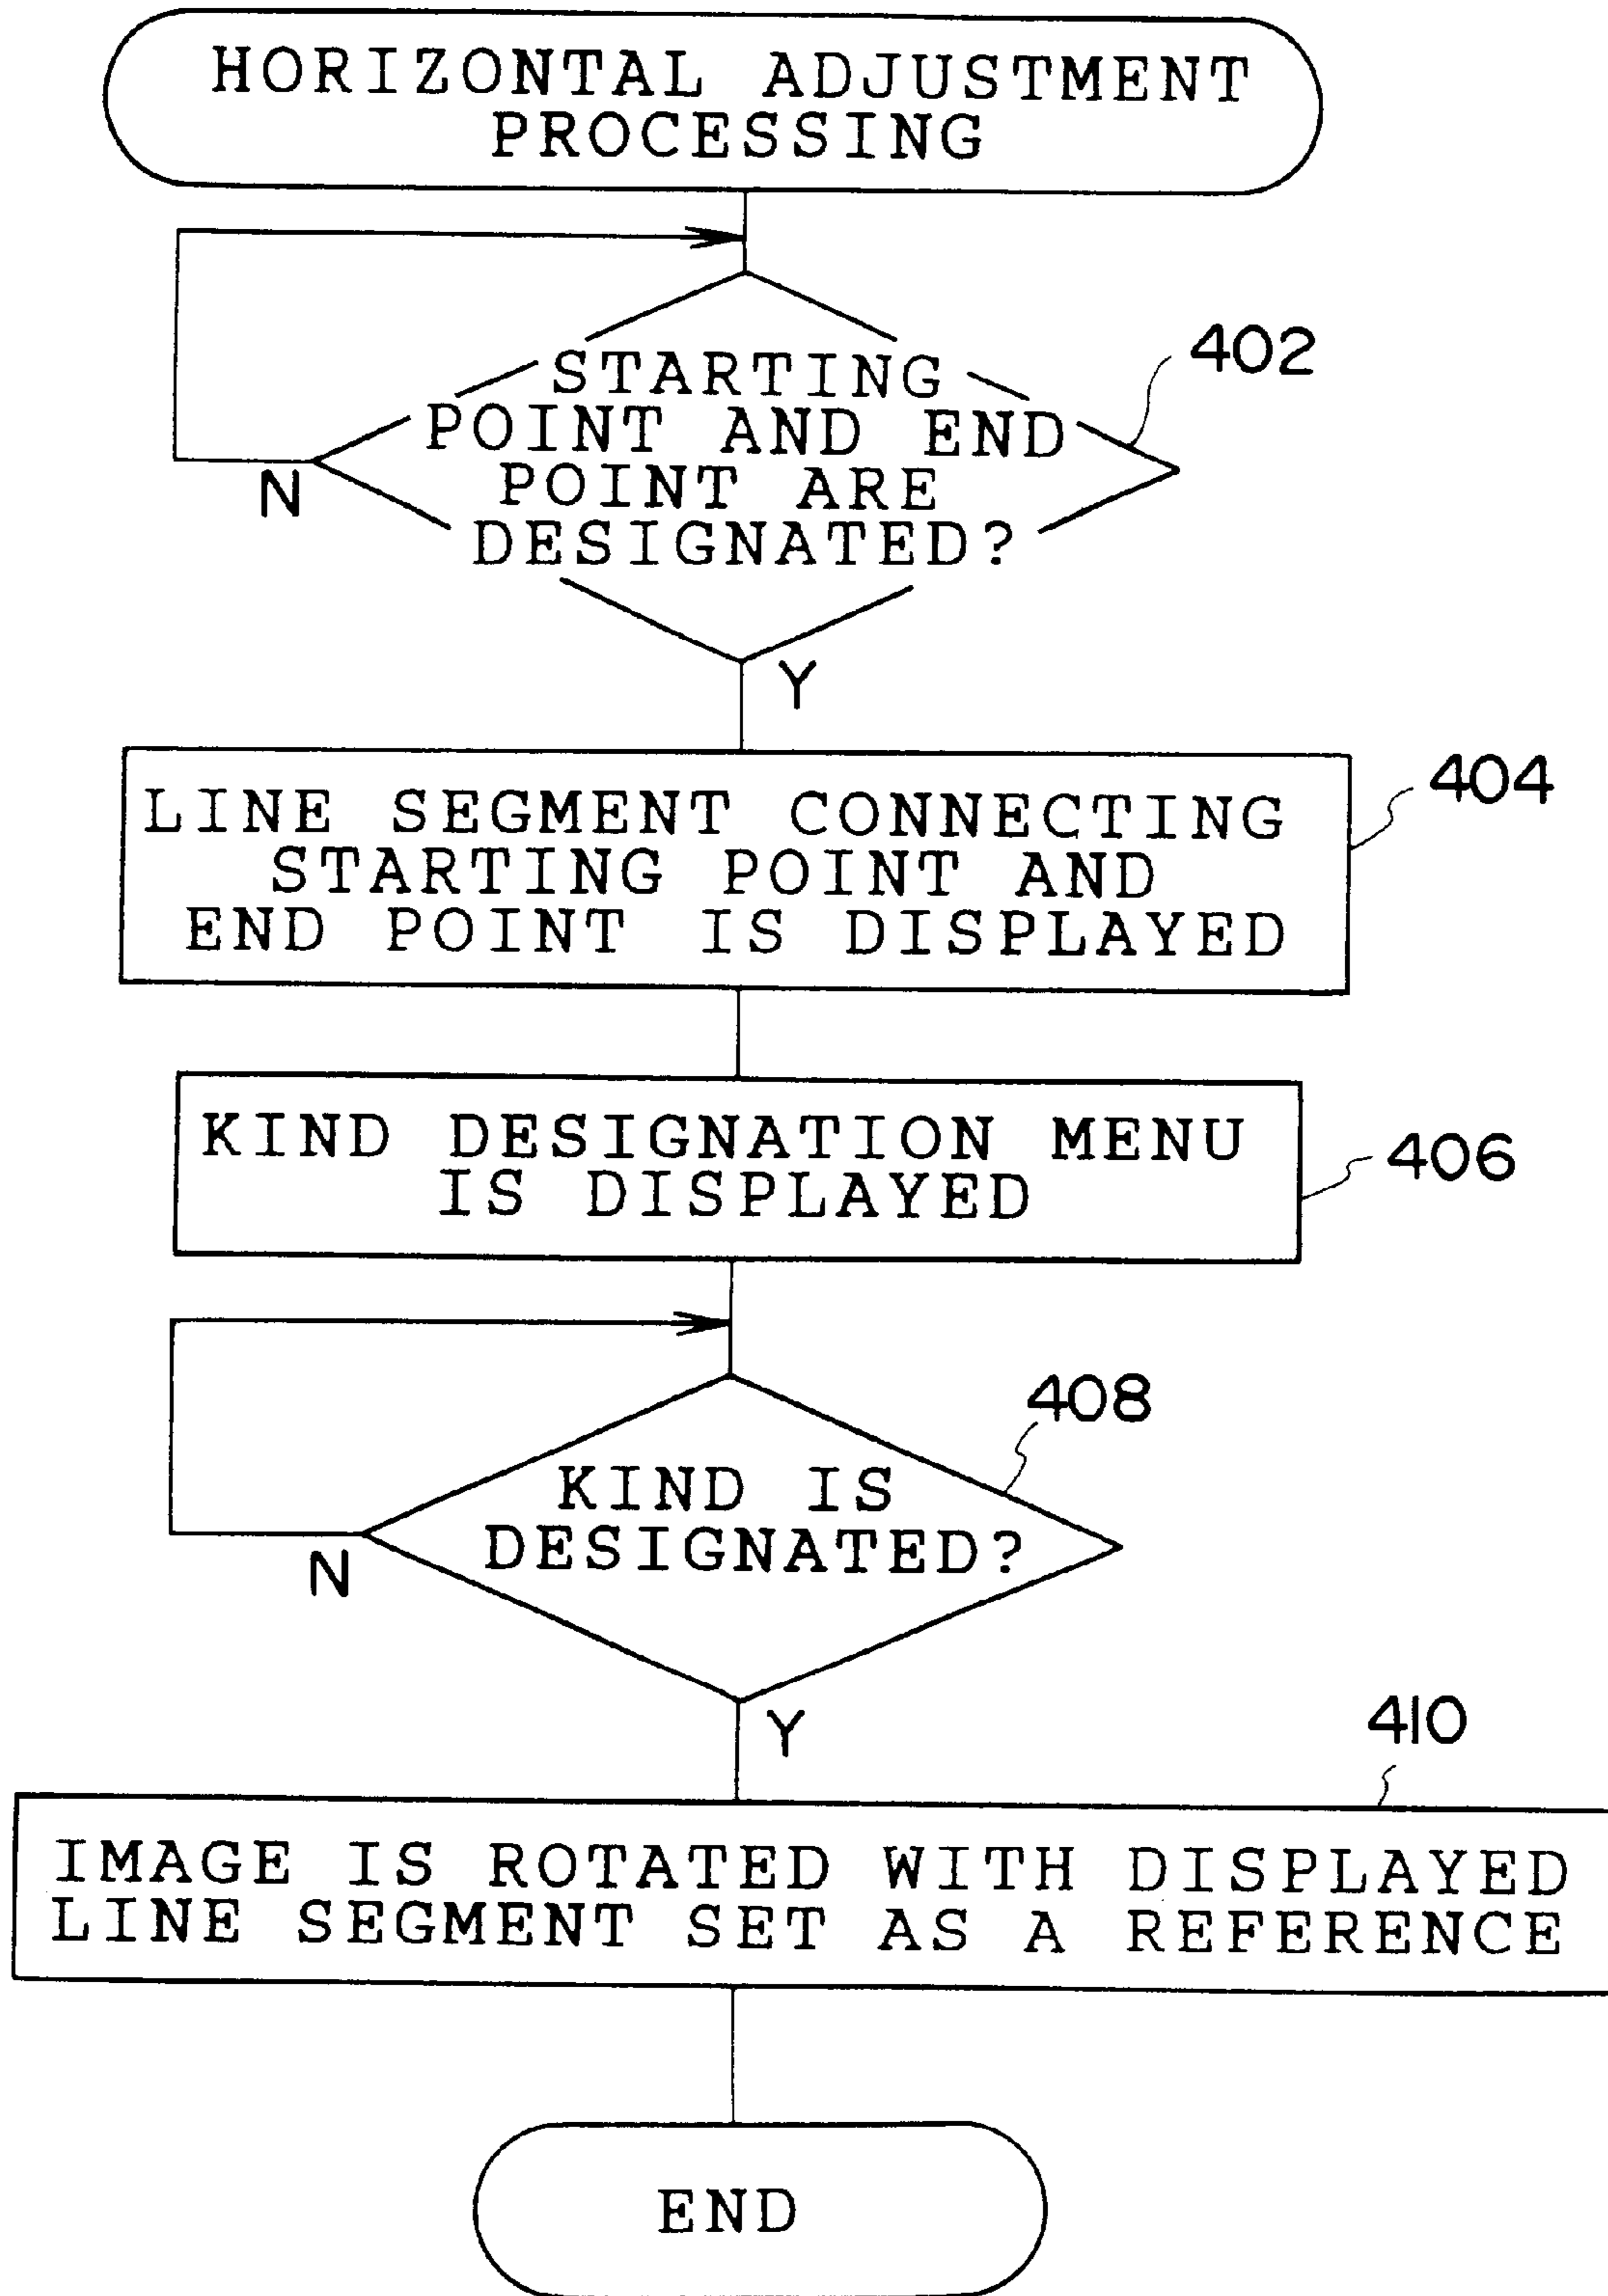 HORIZONTAL ADJUSTMENT
PROCESSING
402
STARTING
POINT AND END
POINT ARE
DESIGNATED?
N
Y
404
LINE SEGMENT CONNECTING
STARTING POINT AND
END POINT IS DISPLAYED
406
KIND DESIGNATION MENU
IS DISPLAYED
408
KIND IS
DESIGNATED?
N
Y
410
IMAGE IS ROTATED WITH DISPLAYED
LINE SEGMENT SET AS A REFERENCE
END